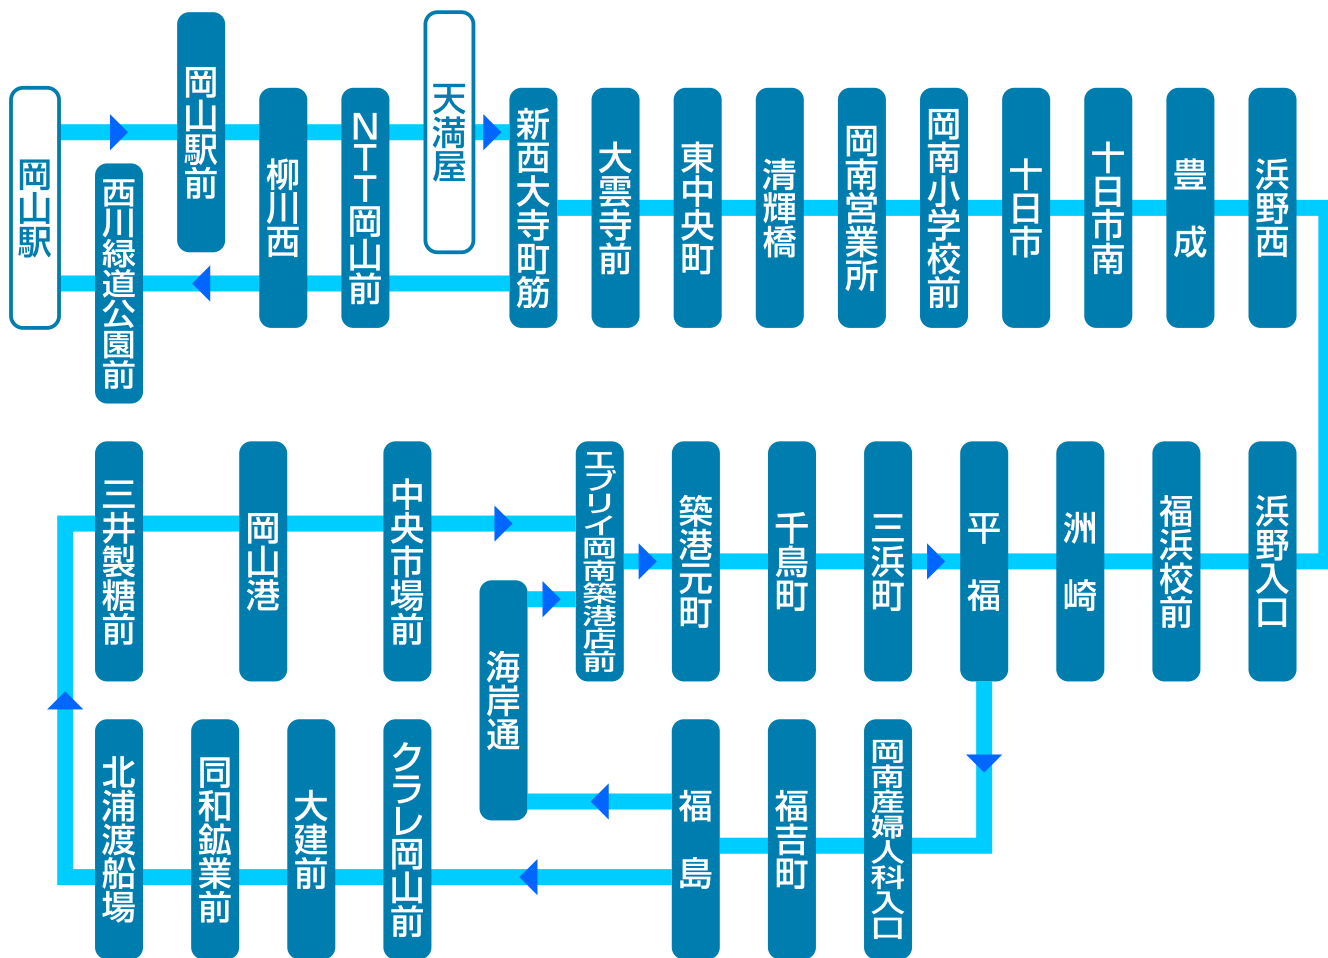 岡山駅
西川緑道公園前
岡山駅前
柳川西
NTT岡山前
天満屋
新西大寺町筋
大雲寺前
東中央町
清輝橋
岡南営業所
岡南小学校前
十日市
十日市南
豊成
浜野西
三井製糖前
岡山港
中央市場前
海岸通
エブリイ岡南築港店前
築港元町
千鳥町
三浜町
平福
洲崎
福浜校前
浜野入口
北浦渡船場
同和鉱業前
大建前
クラレ岡山前
福島
福吉町
岡南産婦人科入口